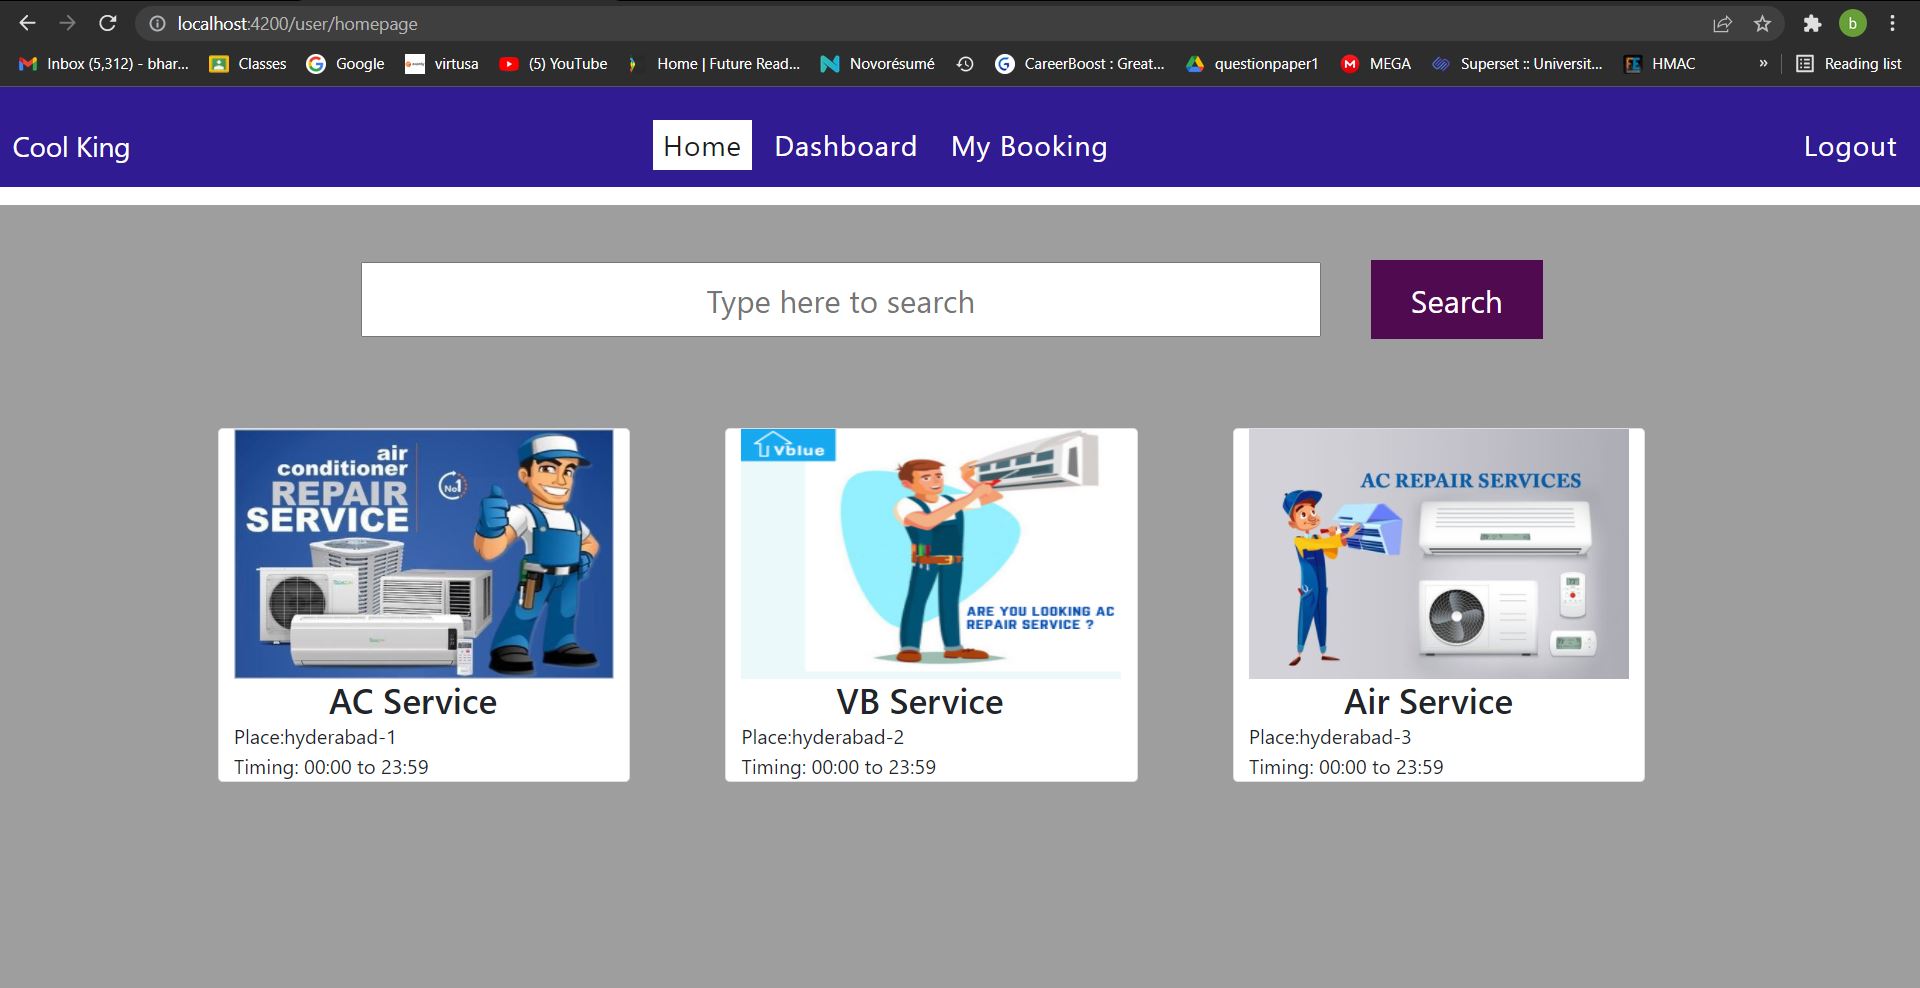 localhost:4200/user/homepage
b
Inbox (5,312) - bhar...
Classes
Google
virtusa
(5) YouTube
Home | Future Read...
Novorésumé
CareerBoost : Great...
questionpaper1
MEGA
Superset :: Universit...
HMAC
»
Reading list
Cool King
Home
Dashboard
My Booking
Logout
Type here to search
Search
air
conditioner
REPAIR
SERVICE
No1
AC Service
Place:hyderabad-1
Timing: 00:00 to 23:59
Vblue
ARE YOU LOOKING AC
REPAIR SERVICE ?
VB Service
Place:hyderabad-2
Timing: 00:00 to 23:59
AC REPAIR SERVICES
Air Service
Place:hyderabad-3
Timing: 00:00 to 23:59